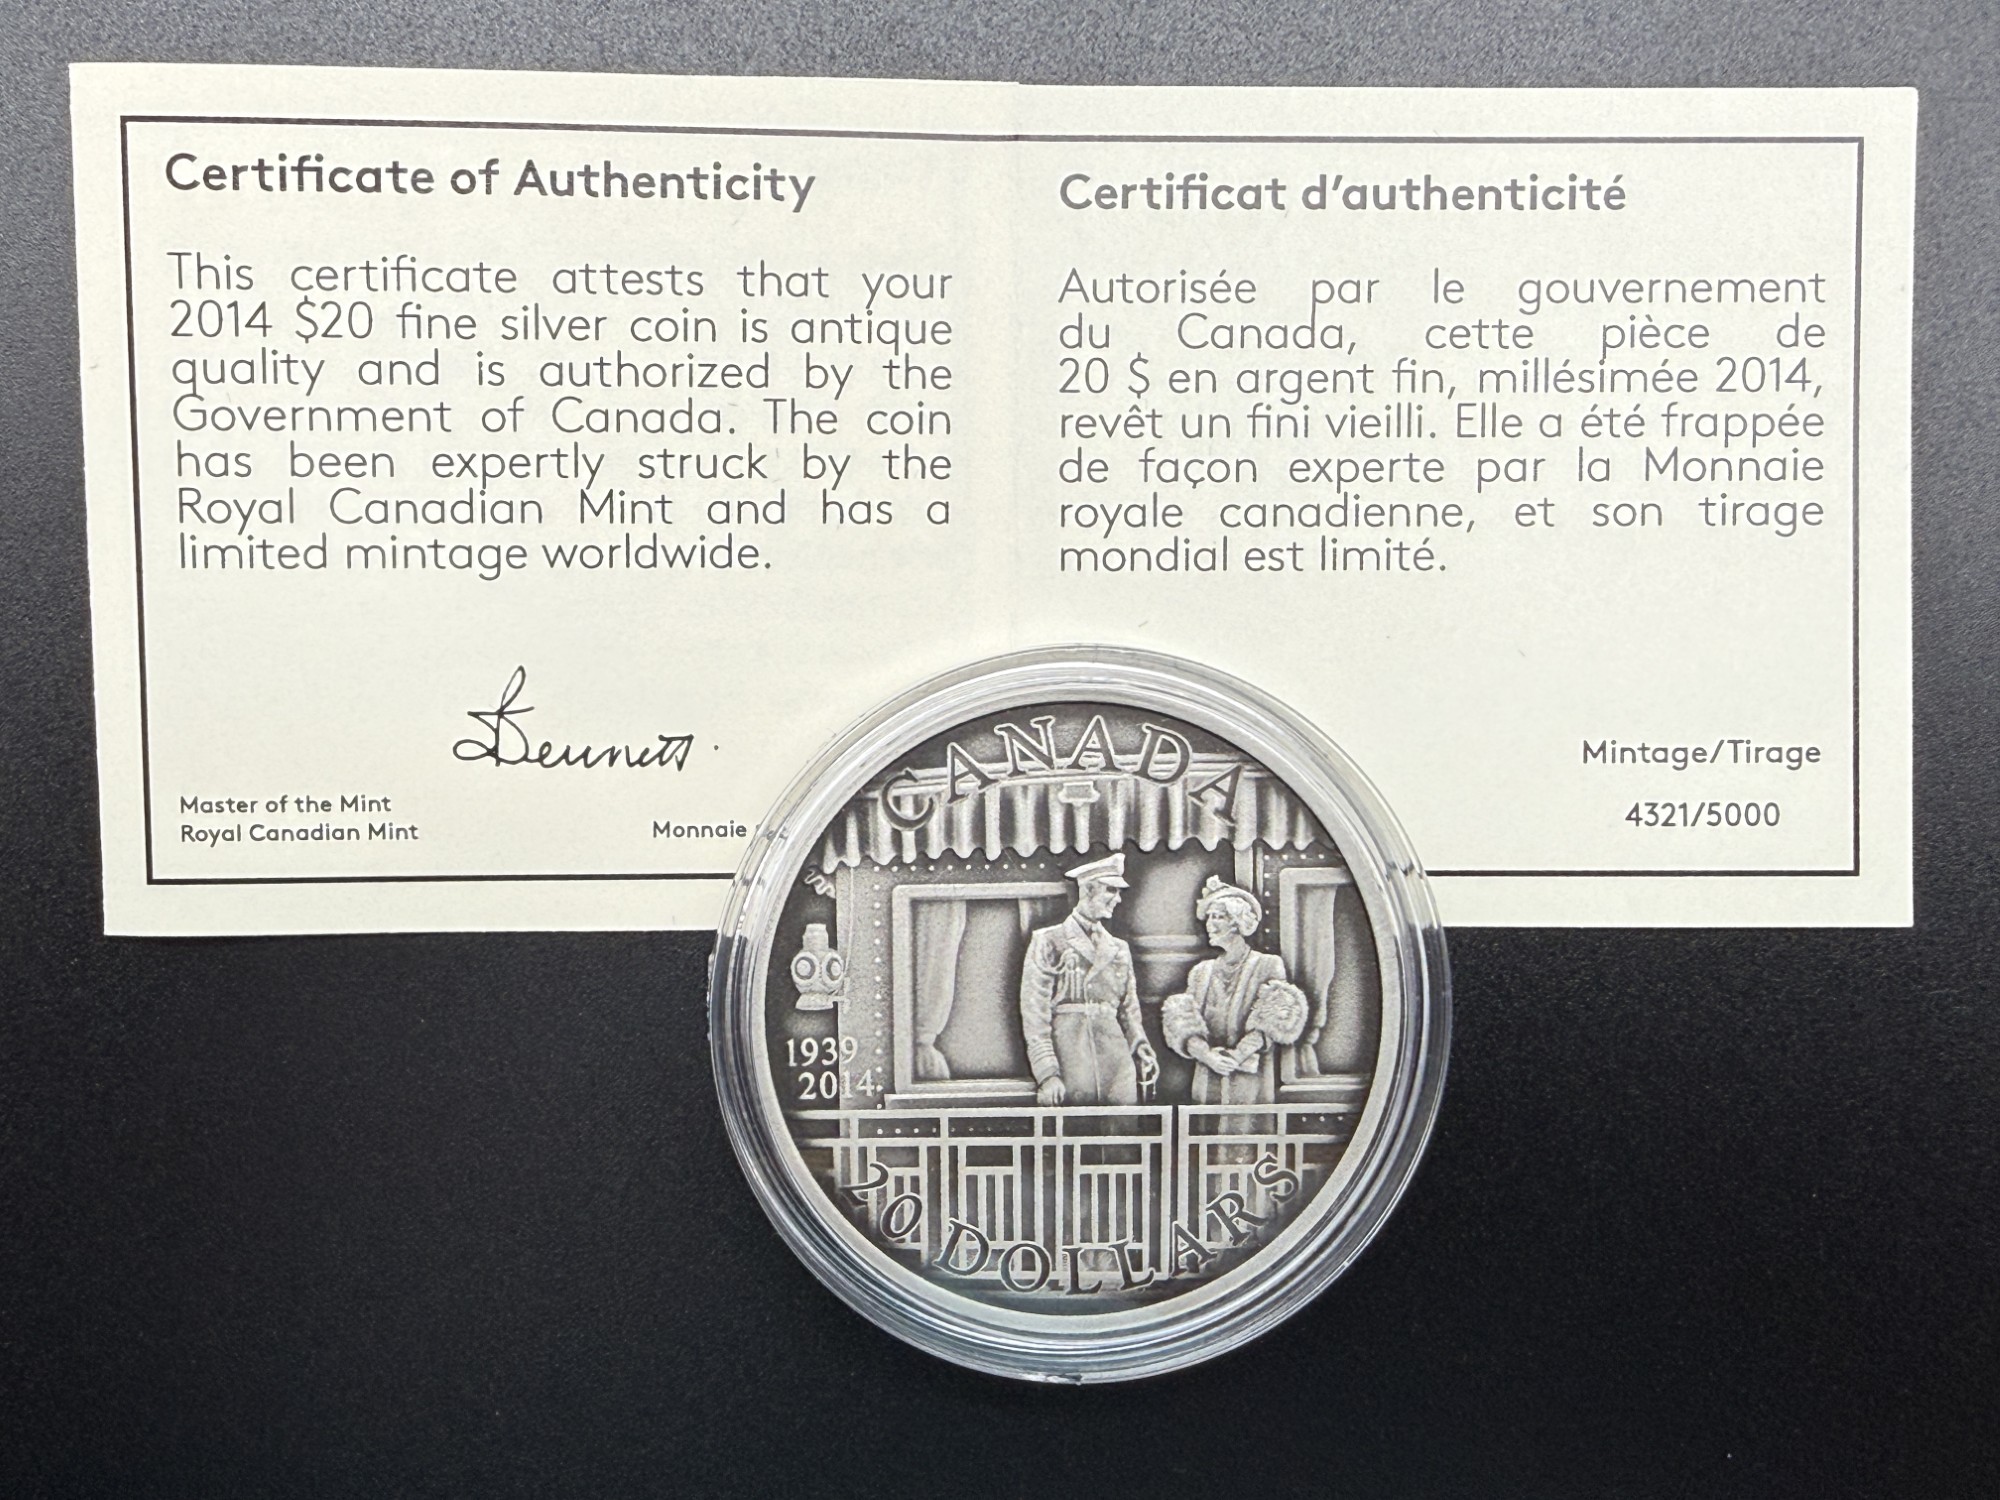 Certificate of Authenticity
This certificate attests that your
2014 $20 fine silver coin is antique
quality and is authorized by the
Government of Canada. The coin
has been expertly struck by the
Royal Canadian Mint and has a
limited mintage worldwide.
Master of the Mint
Royal Canadian Mint
Monnaie
Certificat d'authenticité
Autorisée par le gouvernement
du Canada, cette pièce de
20 $ en argent fin, millésimée 2014,
revêt un fini vieilli. Elle a été frappée
de façon experte par la Monnaie
royale canadienne, et son tirage
mondial est limité.
Mintage/Tirage
4321/5000
CANADA
1939
2014
20 DOLLARS